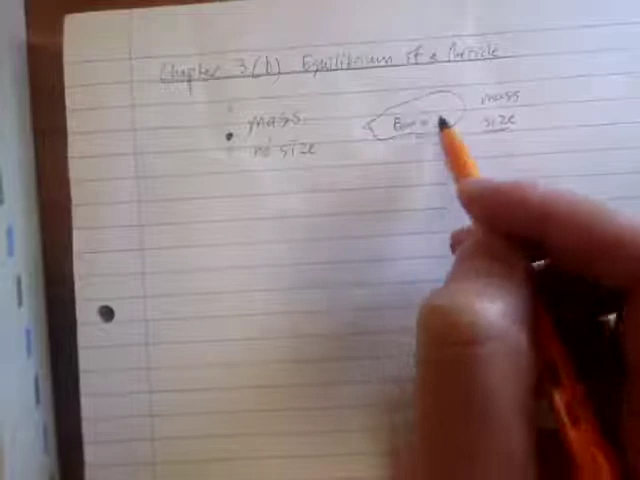 Chapter 3(b) Equilibrium of a Particle
mass
no size
mass
size